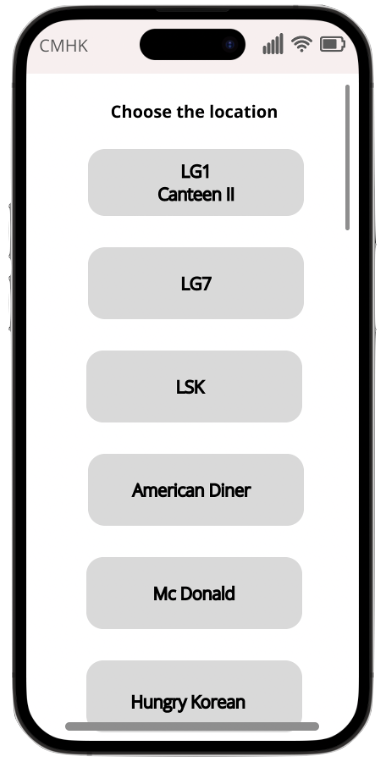 CMHK
Choose the location
LG1
Canteen II
LG7
LSK
American Diner
Mc Donald
Hungry Korean